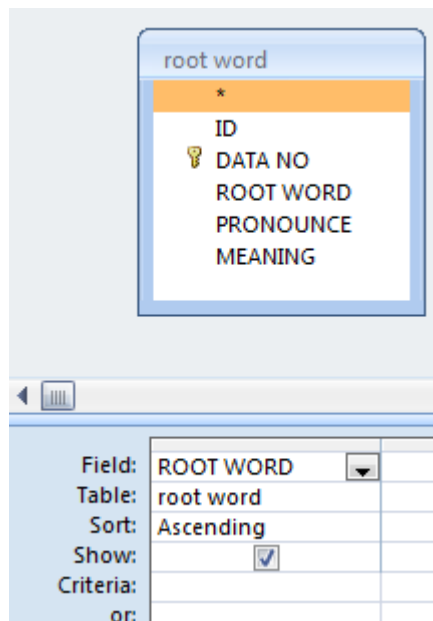 root word
*
ID
DATA NO
ROOT WORD
PRONOUNCE
MEANING
Field: ROOT WORD
Table: root word
Sort: Ascending
Show:
Criteria:
or: